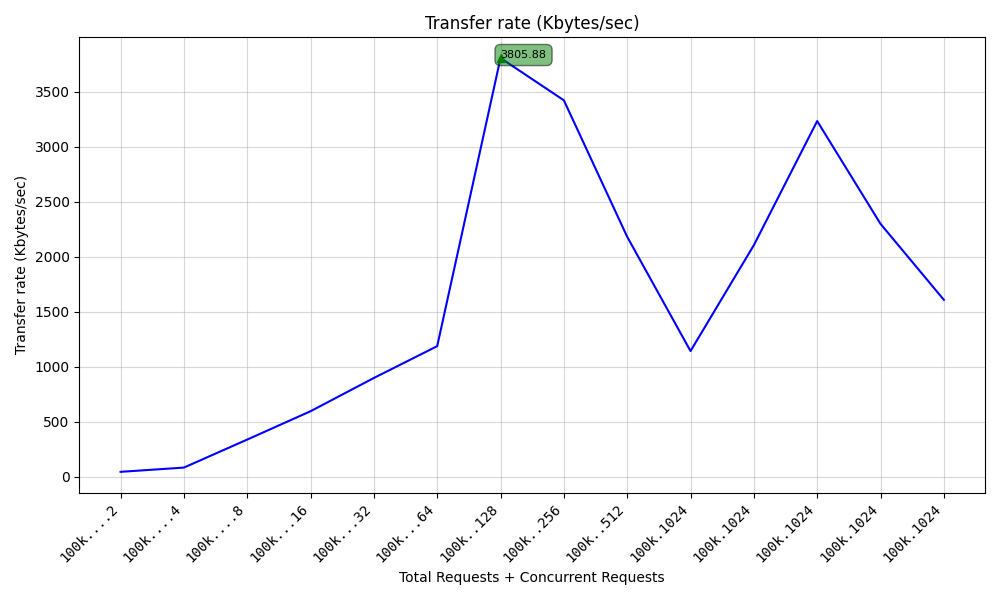 Transfer rate (Kbytes/sec)
3805.88
Transfer rate (Kbytes/sec)
3500
3000
2500
2000
1500
1000
500
0
100k....2
100k....4
100k....8
100k...16
100k...32
100k...64
100k..128
100k..256
100k..512
100k.1024
100k.1024
100k.1024
100k.1024
100k.1024
Total Requests + Concurrent Requests